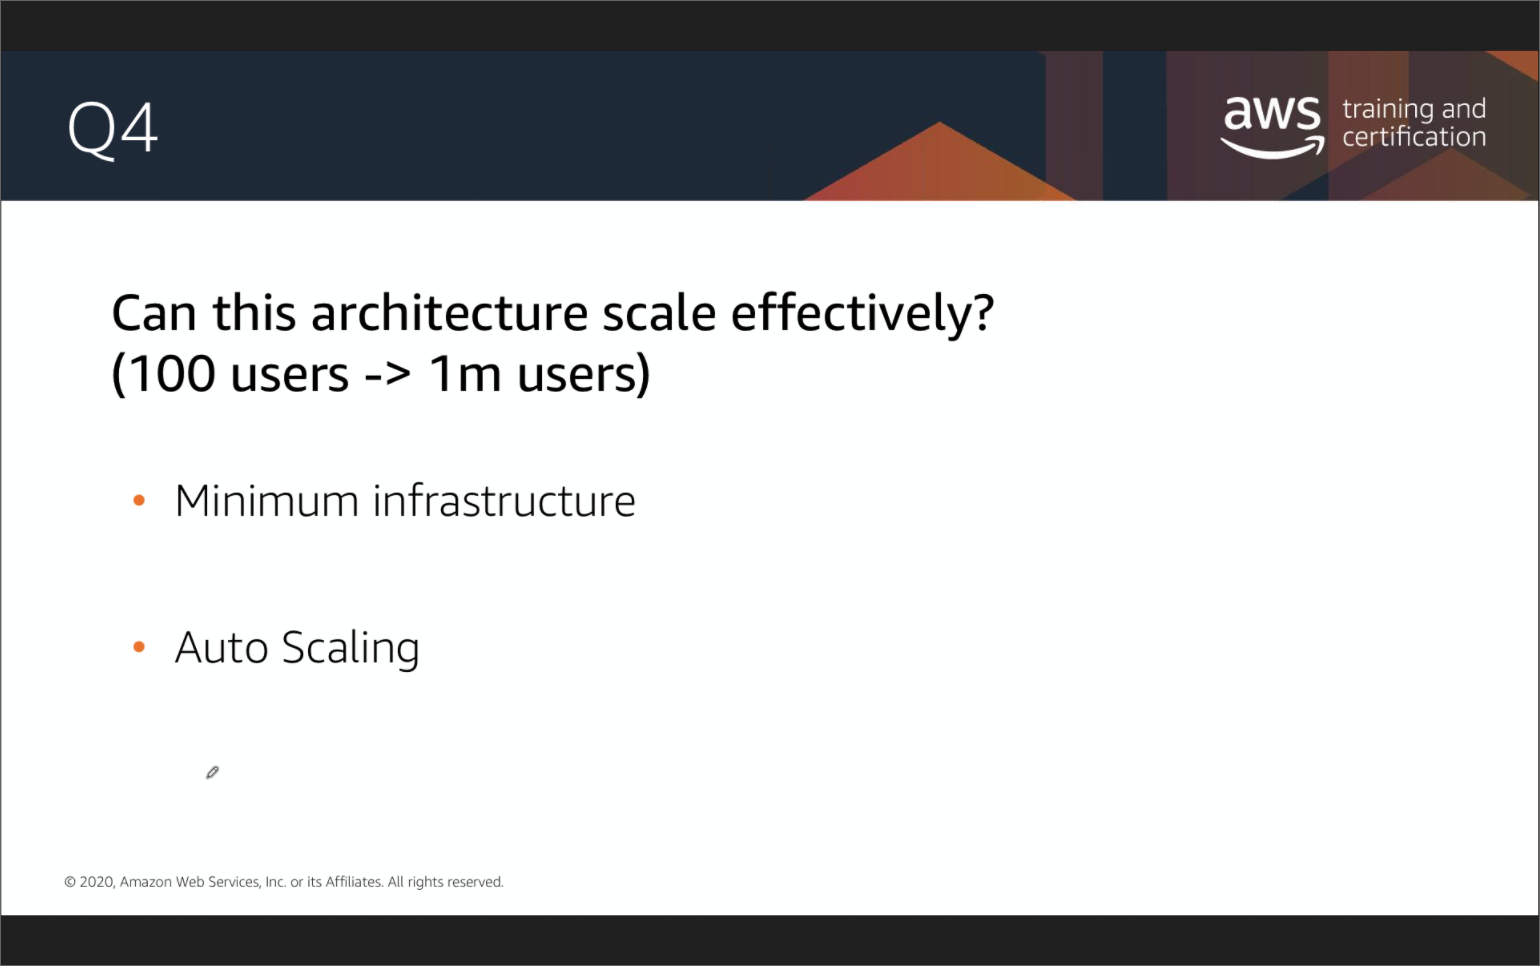 Q4
aws training and
certification
Can this architecture scale effectively?
(100 users -> 1m users)
• Minimum infrastructure
• Auto Scaling
© 2020, Amazon Web Services, Inc. or its Affiliates. All rights reserved.